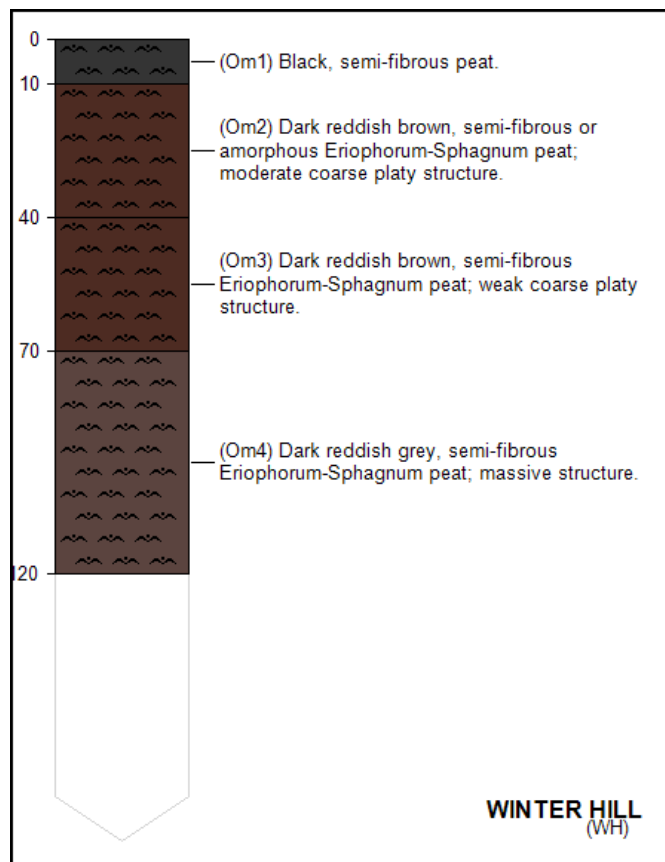 0
(Om1) Black, semi-fibrous peat.
10
(Om2) Dark reddish brown, semi-fibrous or
amorphous Eriophorum-Sphagnum peat;
moderate coarse platy structure.
40
(Om3) Dark reddish brown, semi-fibrous
Eriophorum-Sphagnum peat; weak coarse platy
structure.
70
(Om4) Dark reddish grey, semi-fibrous
Eriophorum-Sphagnum peat; massive structure.
120
WINTER HILL
(WH)